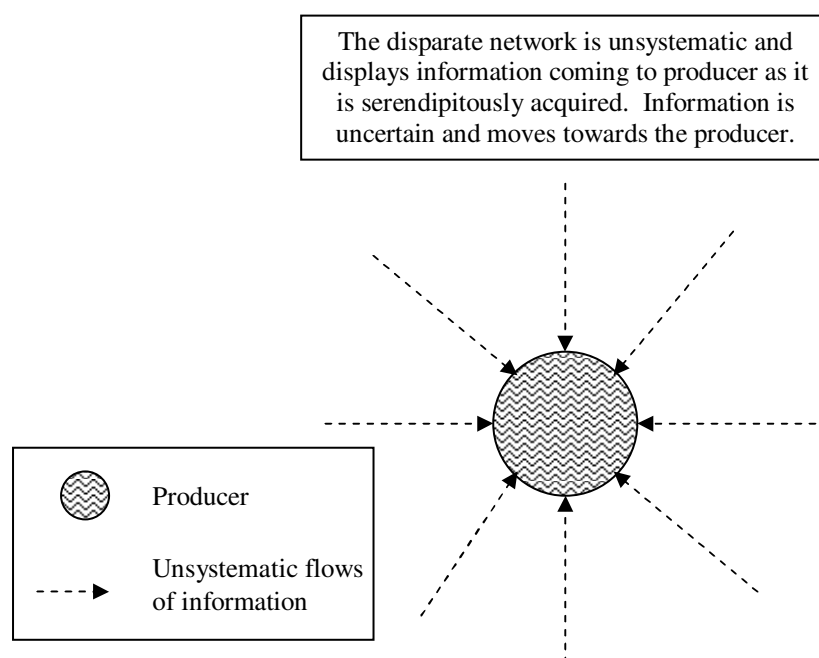 The disparate network is unsystematic and
displays information coming to producer as it
is serendipitously acquired.  Information is
uncertain and moves towards the producer.
Producer
Unsystematic flows
of information